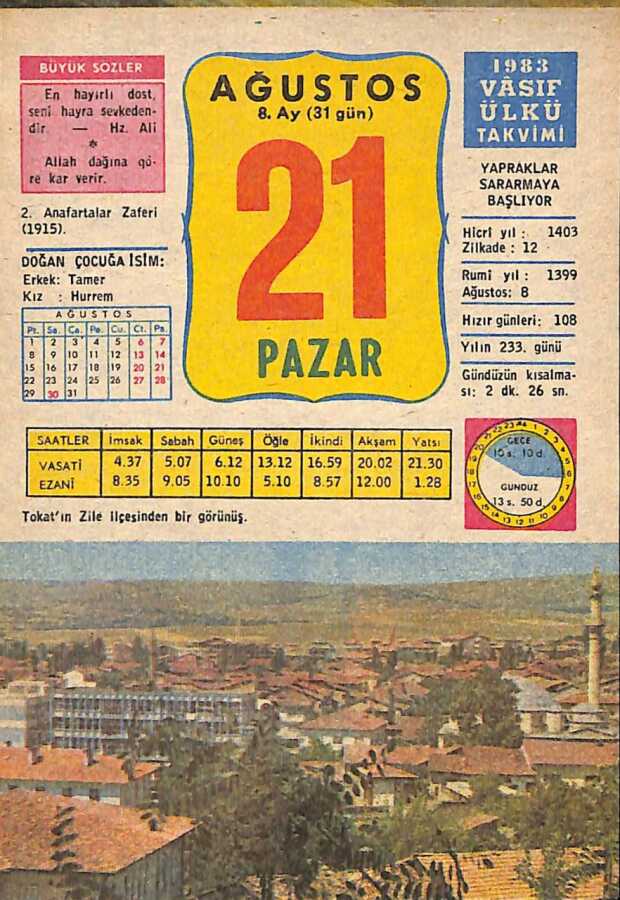 BÜYÜK SÖZLER
En hayırlı dost,
seni hayra sevkeden-
dir — Hz. Ali
*
Allah dağına gö-
re kar verir.
2. Anafartalar Zaferi
(1915).
DOĞAN ÇOCUĞA İSİM:
Erkek: Tamer
Kız : Hurrem
AĞUSTOS
Pt. Sa. Ça. Pe. Cu. Ct. Pa.
1 2 3 4 5 6 7
8 9 10 11 12 13 14
15 16 17 18 19 20 21
22 23 24 25 26 27 28
29 30 31
AĞUSTOS
8. Ay (31 gün)
21
PAZAR
1983
VÂSIF
ÜLKÜ
TAKVİMİ
YAPRAKLAR
SARARMAYA
BAŞLIYOR
Hicrî yıl : 1403
Zilkade : 12
Rumî yıl : 1399
Ağustos: 8
Hızır günleri: 108
Yılın 233. günü
Gündüzün kısalma-
sı: 2 dk. 26 sn.
SAATLER İmsak Sabah Güneş Öğle İkindi Akşam Yatsı
VASATİ 4.37 5.07 6.12 13.12 16.59 20.02 21.30
EZANİ 8.35 9.05 10.10 5.10 8.57 12.00 1.28
GECE
10 s. 10 d.
GUNDUZ
13 s. 50 d.
Tokat'ın Zile ilçesinden bir görünüş.